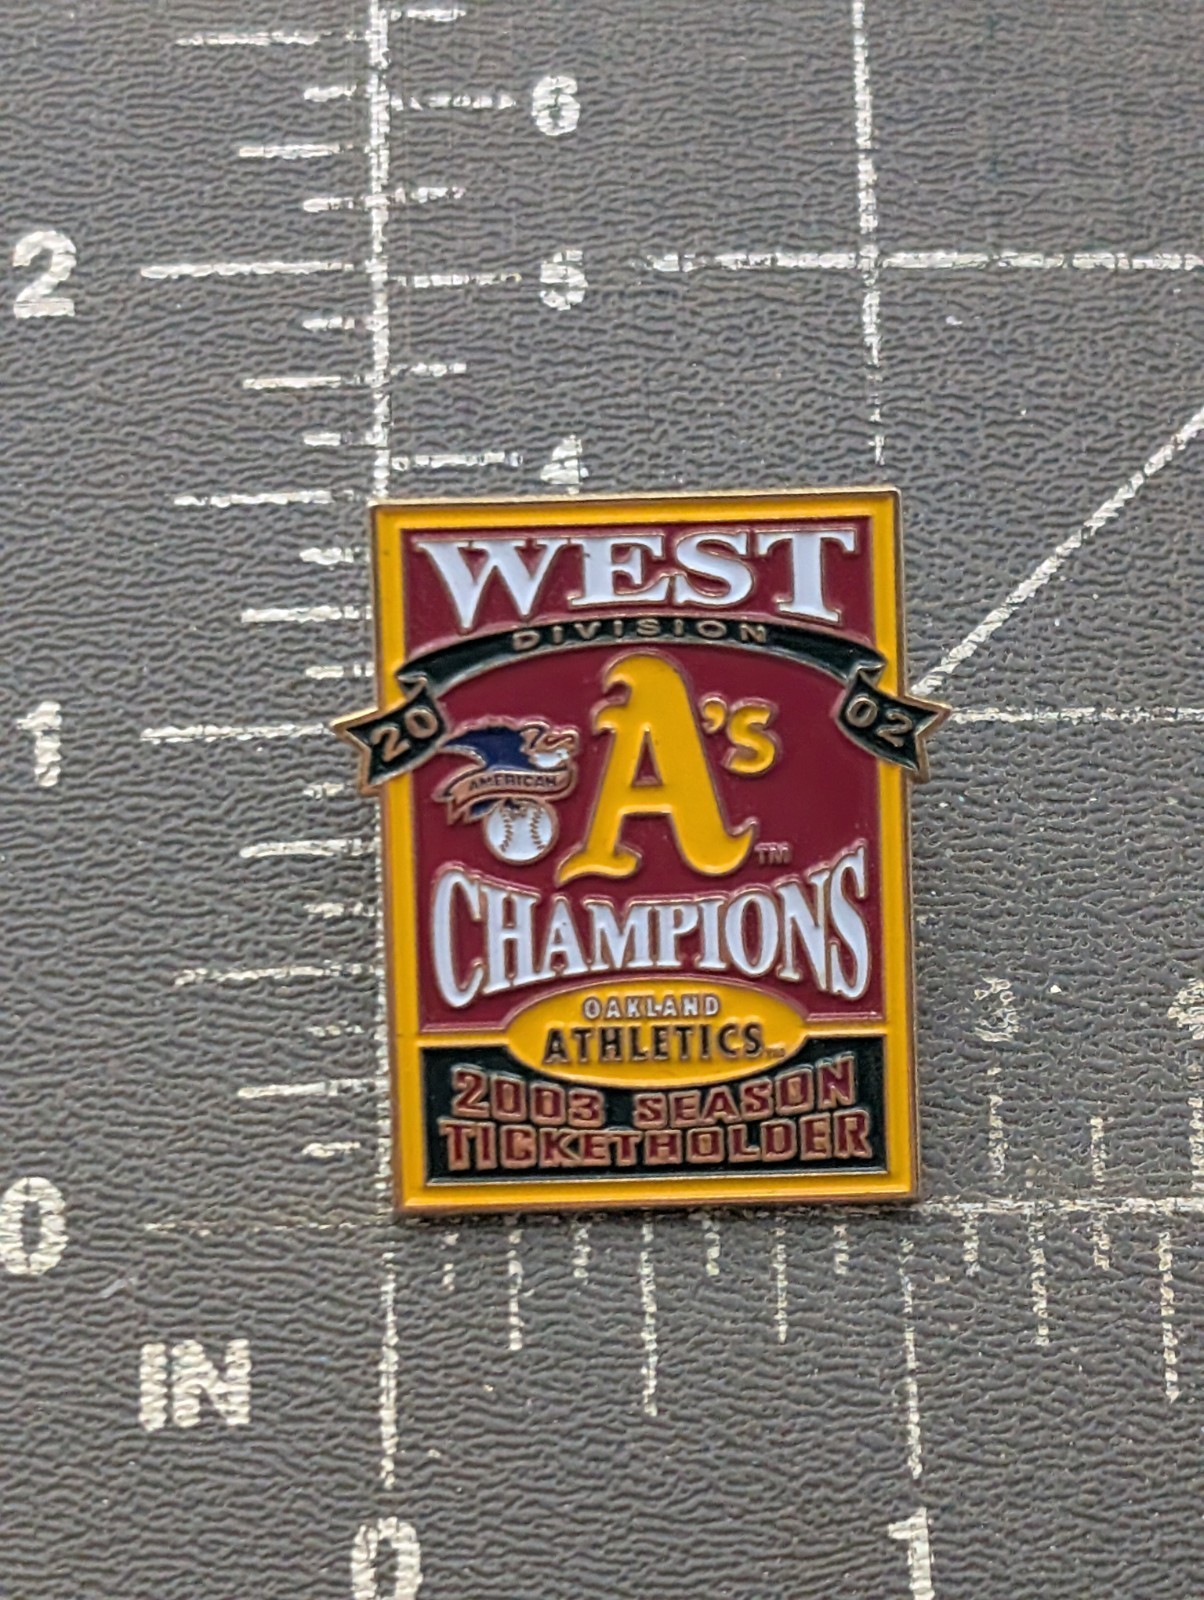 6
2
5
4
WEST
DIVISION
20 02
A's
AMERICAN
TM
1
CHAMPIONS
OAKLAND
ATHLETICS
2003 SEASON
TICKETHOLDER
0
IN
0
1